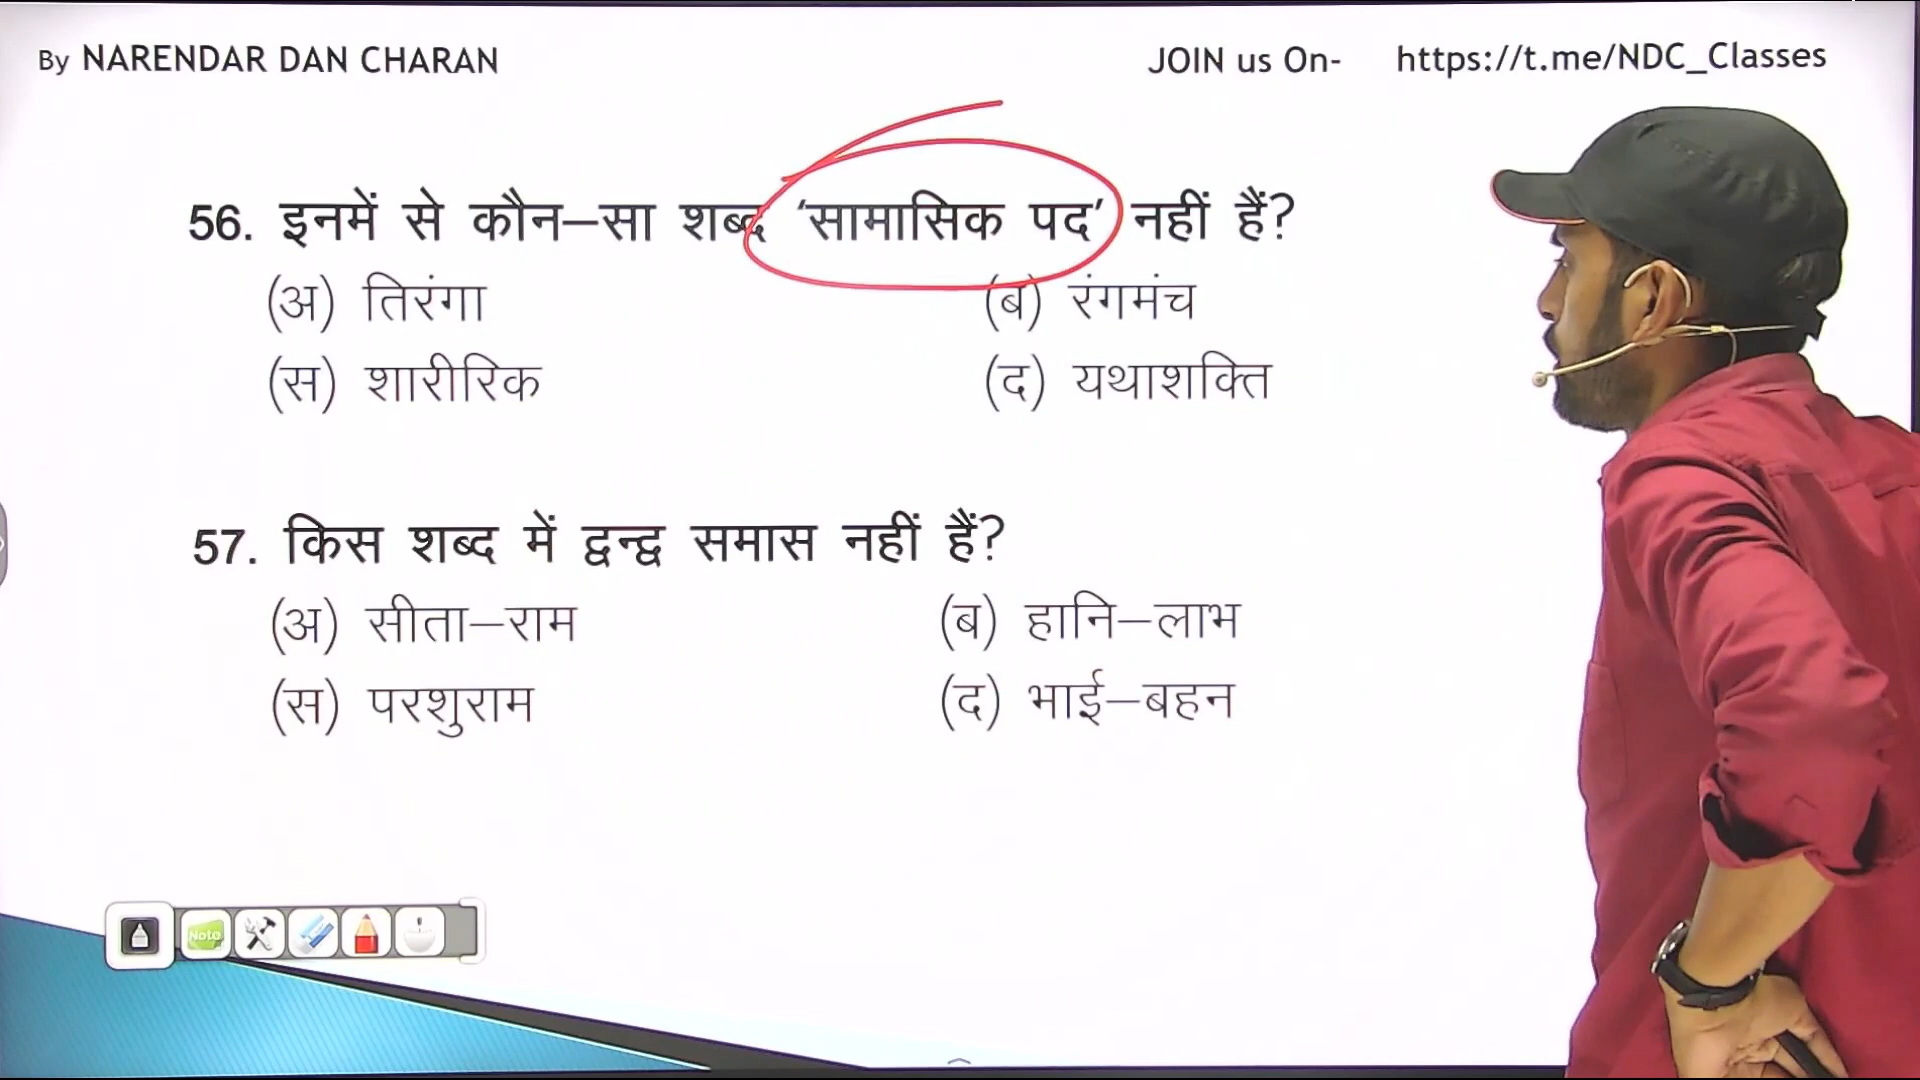 By NARENDAR DAN CHARAN JOIN us On- https://t.me/NDC_Classes
56. इनमें से कौन–सा शब्द ‘सामासिक पद’ नहीं हैं?
(अ) तिरंगा (ब) रंगमंच
(स) शारीरिक (द) यथाशक्ति
57. किस शब्द में द्वन्द्व समास नहीं हैं?
(अ) सीता–राम (ब) हानि–लाभ
(स) परशुराम (द) भाई–बहन
Note